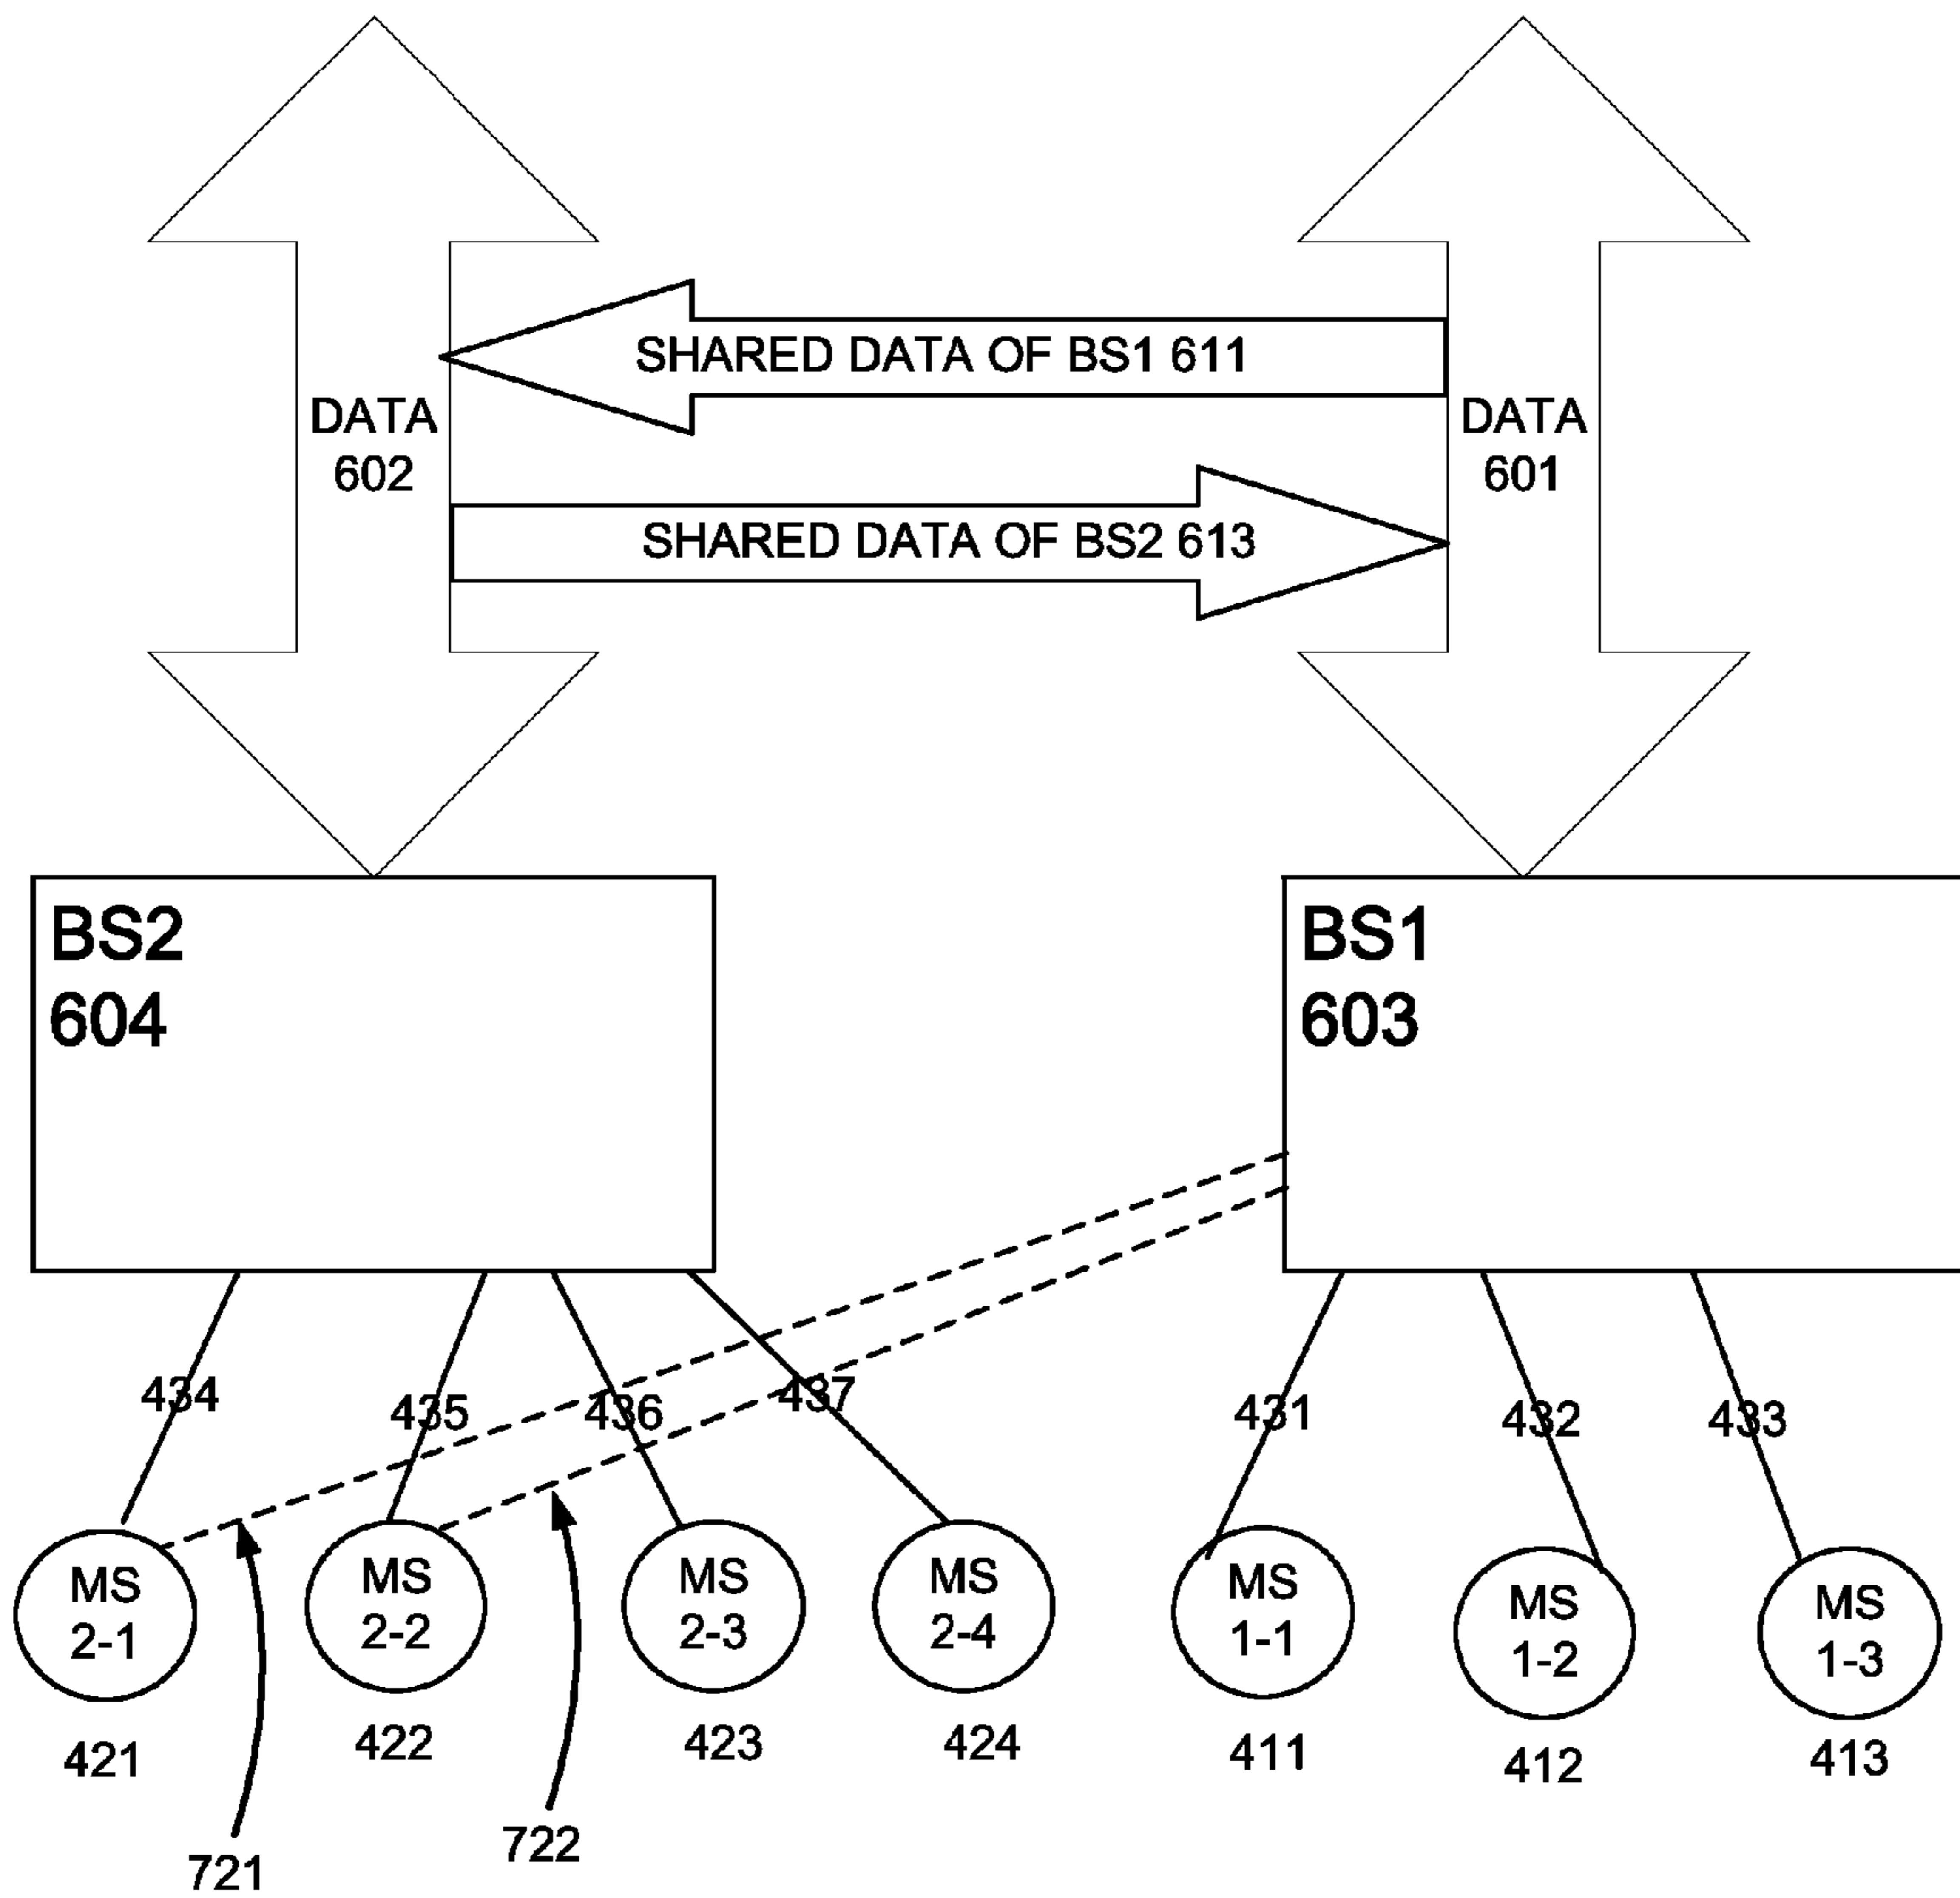 SHARED DATA OF BS1 611
DATA
602
DATA
601
SHARED DATA OF BS2 613
BS2
604
BS1
603
434
435
436
437
431
432
433
MS
2-1
MS
2-2
MS
2-3
MS
2-4
MS
1-1
MS
1-2
MS
1-3
421
422
423
424
411
412
413
721
722